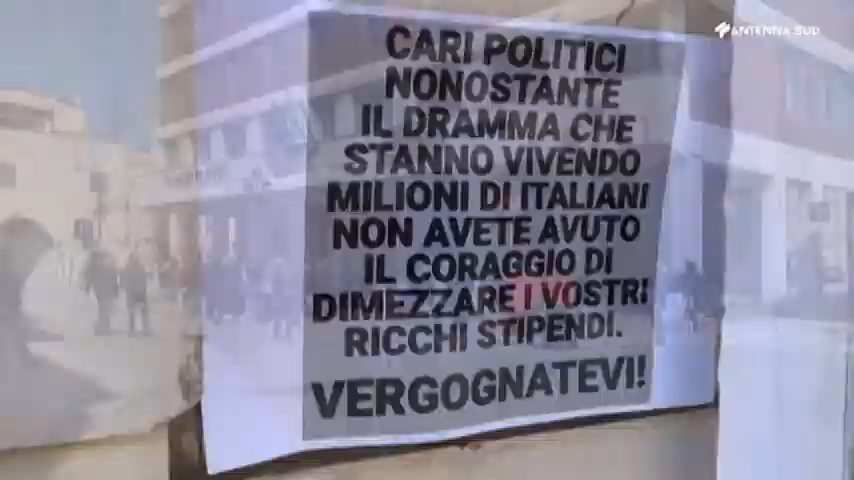 ANTENNA SUD
CARI POLITICI
NONOSTANTE
IL DRAMMA CHE
STANNO VIVENDO
MILIONI DI ITALIANI
NON AVETE AVUTO
IL CORAGGIO DI
DIMEZZARE I VOSTRI
RICCHI STIPENDI.
VERGOGNATEVI!